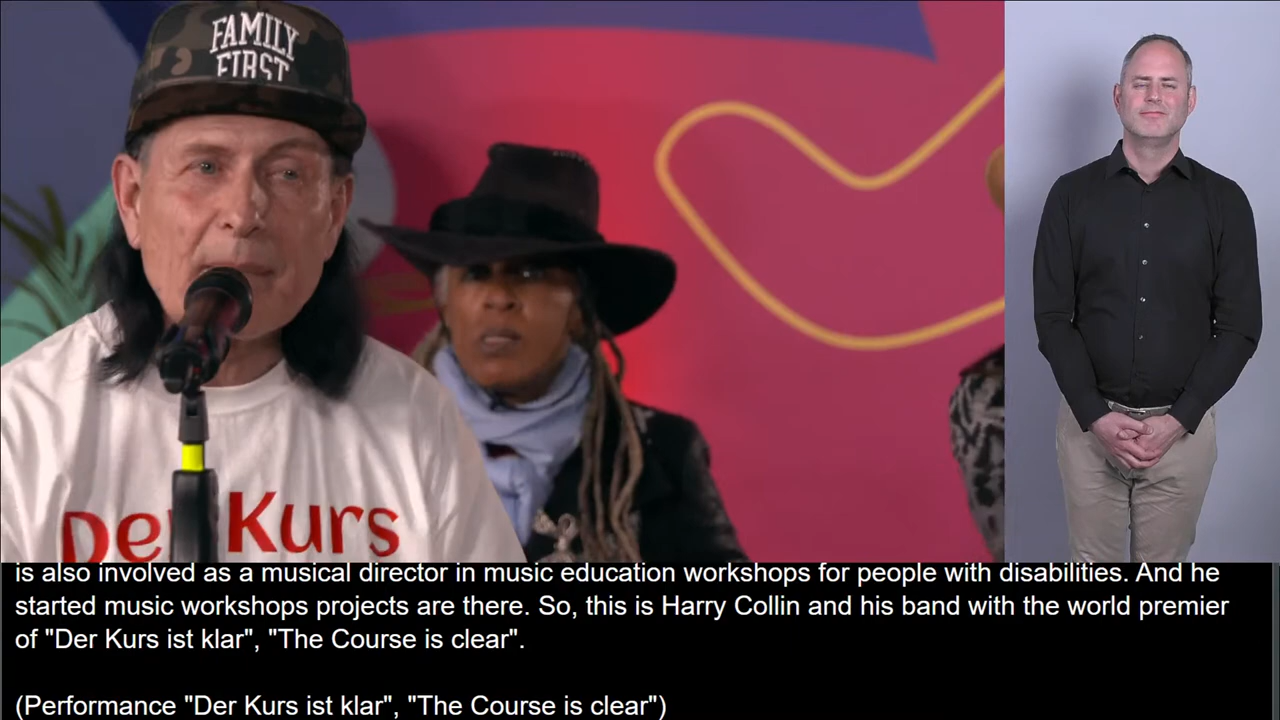 FAMILY
FIRST
Der Kurs
is also involved as a musical director in music education workshops for people with disabilities. And he
started music workshops projects are there. So, this is Harry Collin and his band with the world premier
of "Der Kurs ist klar", "The Course is clear".
(Performance "Der Kurs ist klar", "The Course is clear")